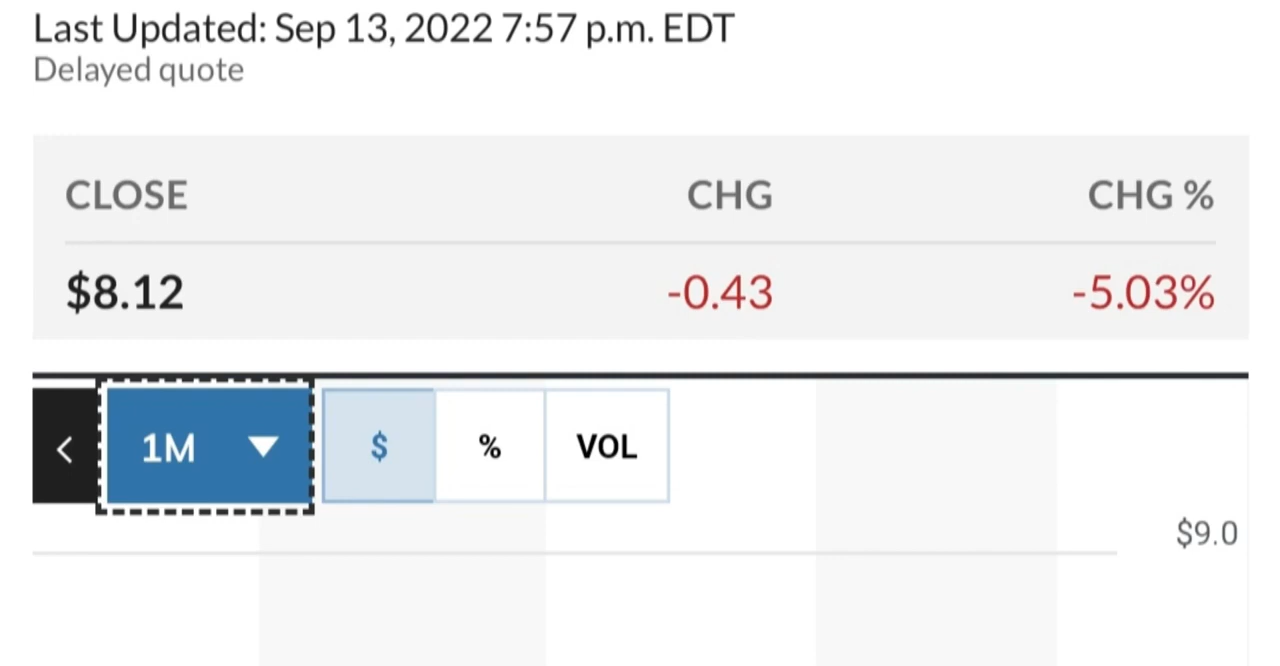 Last Updated: Sep 13, 2022 7:57 p.m. EDT
Delayed quote
CLOSE CHG CHG %
$8.12 -0.43 -5.03%
1M $ % VOL
$9.0